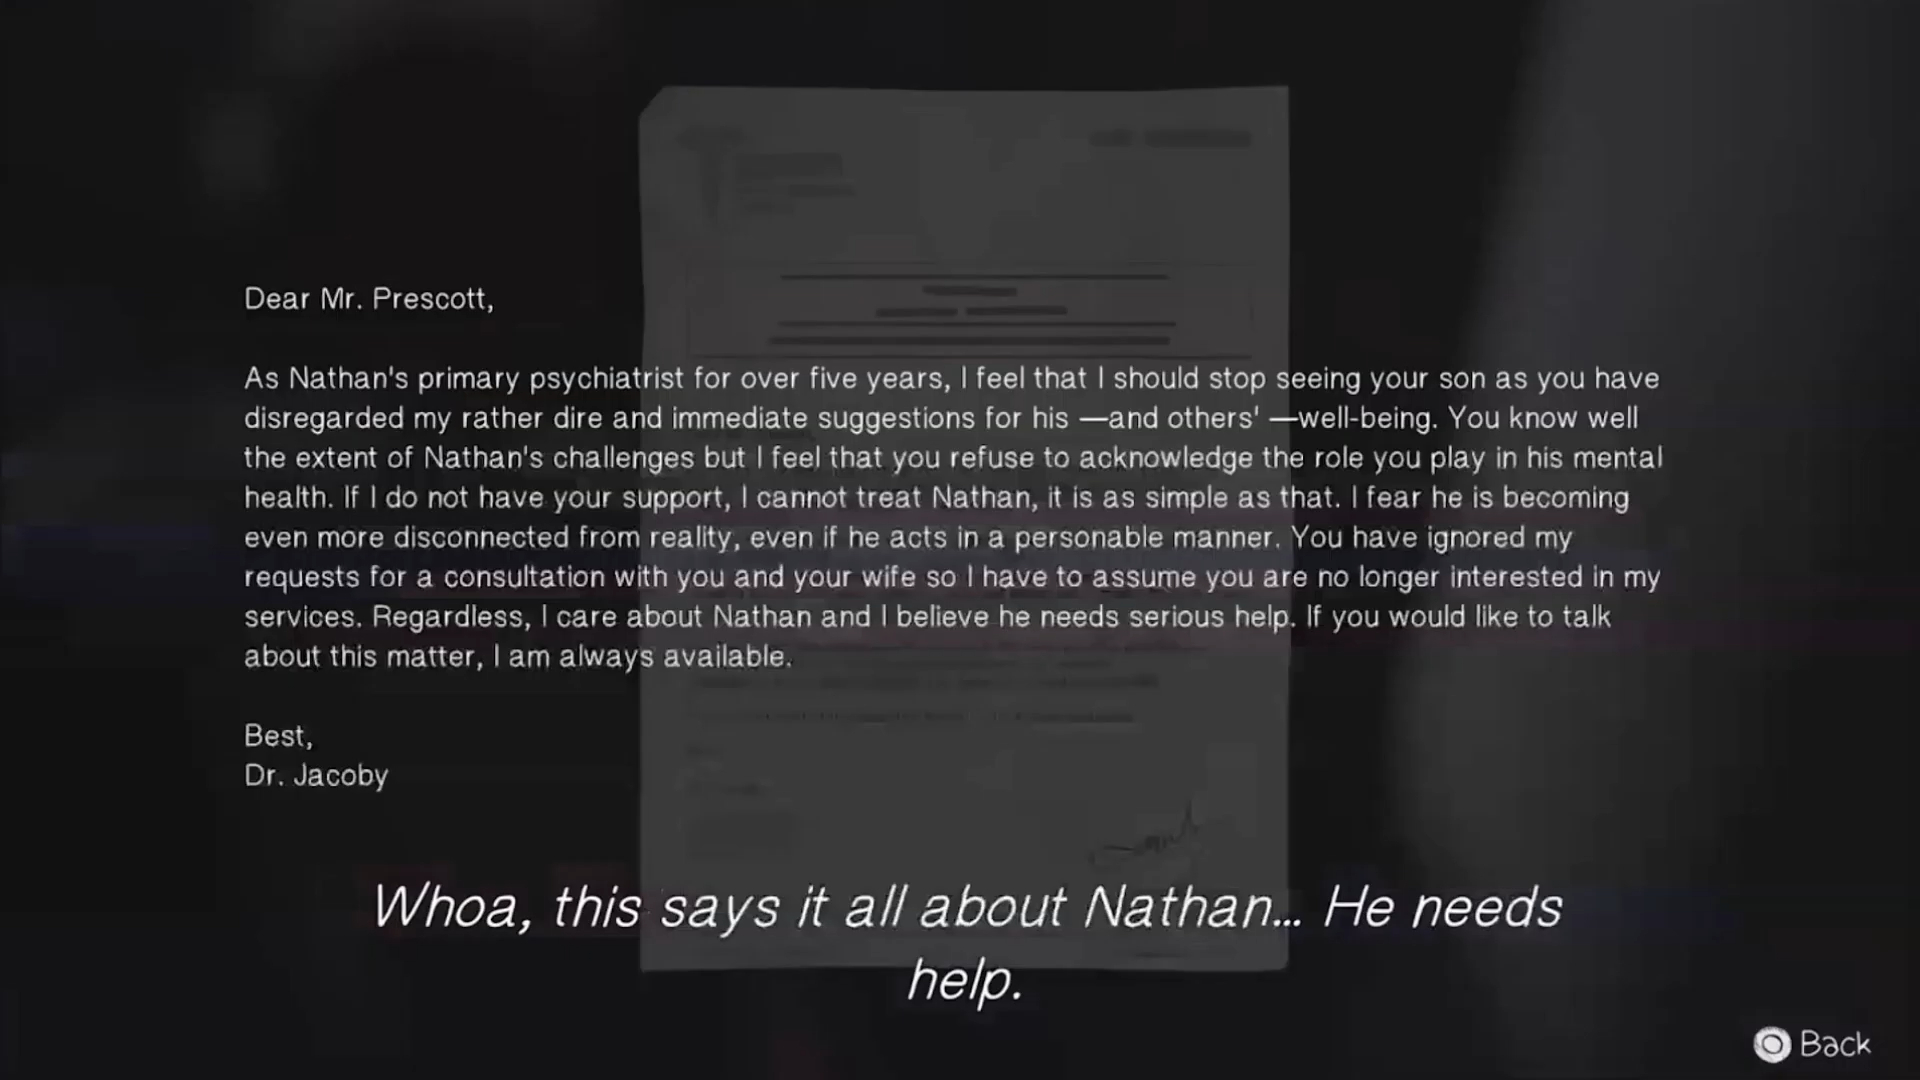 Dear Mr. Prescott,
As Nathan's primary psychiatrist for over five years, I feel that I should stop seeing your son as you have
disregarded my rather dire and immediate suggestions for his —and others' —well-being. You know well
the extent of Nathan's challenges but I feel that you refuse to acknowledge the role you play in his mental
health. If I do not have your support, I cannot treat Nathan, it is as simple as that. I fear he is becoming
even more disconnected from reality, even if he acts in a personable manner. You have ignored my
requests for a consultation with you and your wife so I have to assume you are no longer interested in my
services. Regardless, I care about Nathan and I believe he needs serious help. If you would like to talk
about this matter, I am always available.
Best,
Dr. Jacoby
Whoa, this says it all about Nathan... He needs
help.
Back